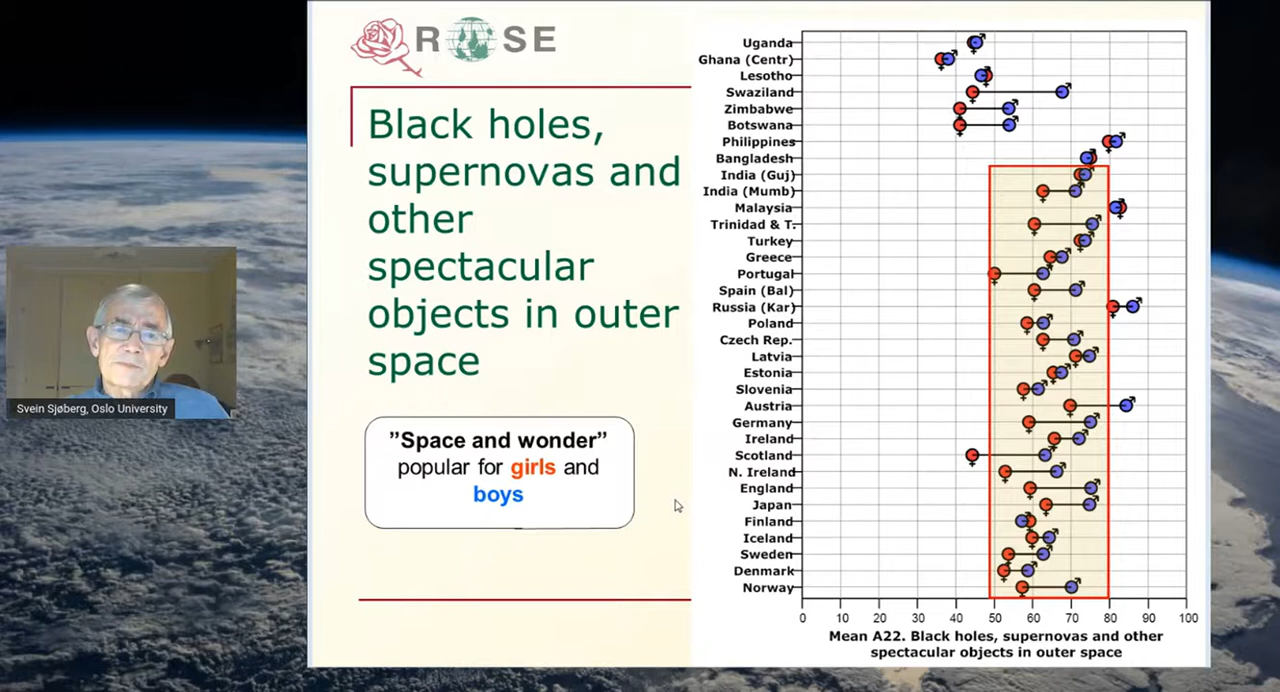 ROSE
Black holes,
supernovas and
other
spectacular
objects in outer
space
”Space and wonder”
popular for girls and
boys
Svein Sjøberg, Oslo University
Uganda
Ghana (Centr)
Lesotho
Swaziland
Zimbabwe
Botswana
Philippines
Bangladesh
India (Guj)
India (Mumb)
Malaysia
Trinidad & T.
Turkey
Greece
Portugal
Spain (Bal)
Russia (Kar)
Poland
Czech Rep.
Latvia
Estonia
Slovenia
Austria
Germany
Ireland
Scotland
N. Ireland
England
Japan
Finland
Iceland
Sweden
Denmark
Norway
0 10 20 30 40 50 60 70 80 90 100
Mean A22. Black holes, supernovas and other
spectacular objects in outer space